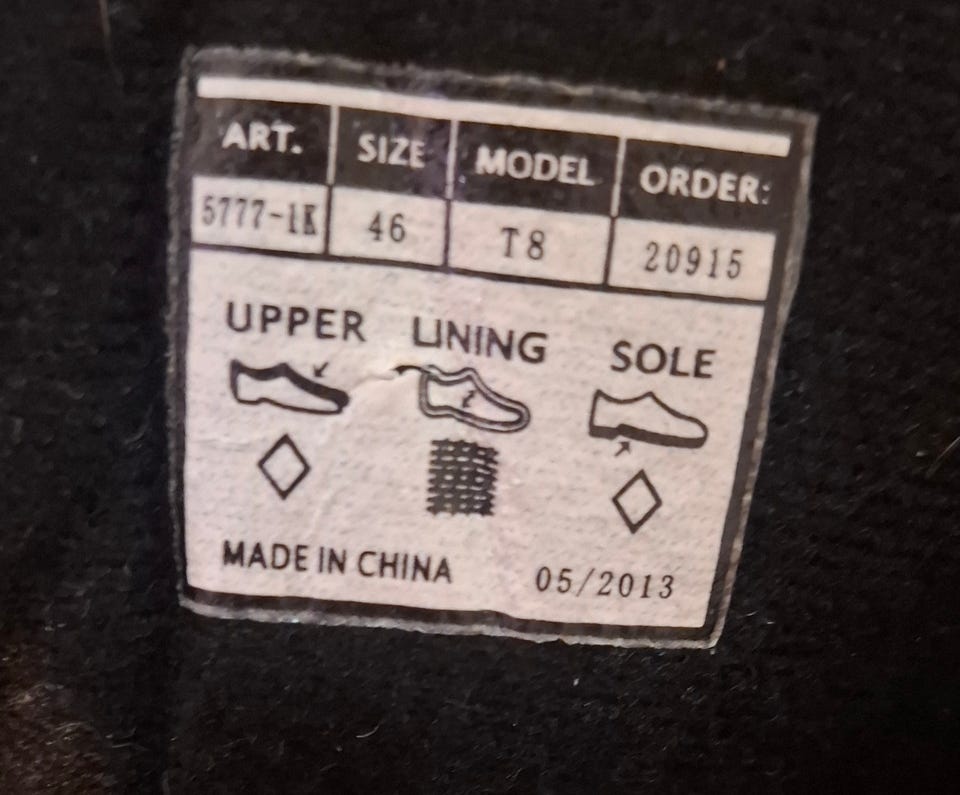 ART. SIZE MODEL ORDER:
5777-1K 46 T8 20915
UPPER LINING SOLE
MADE IN CHINA 05/2013